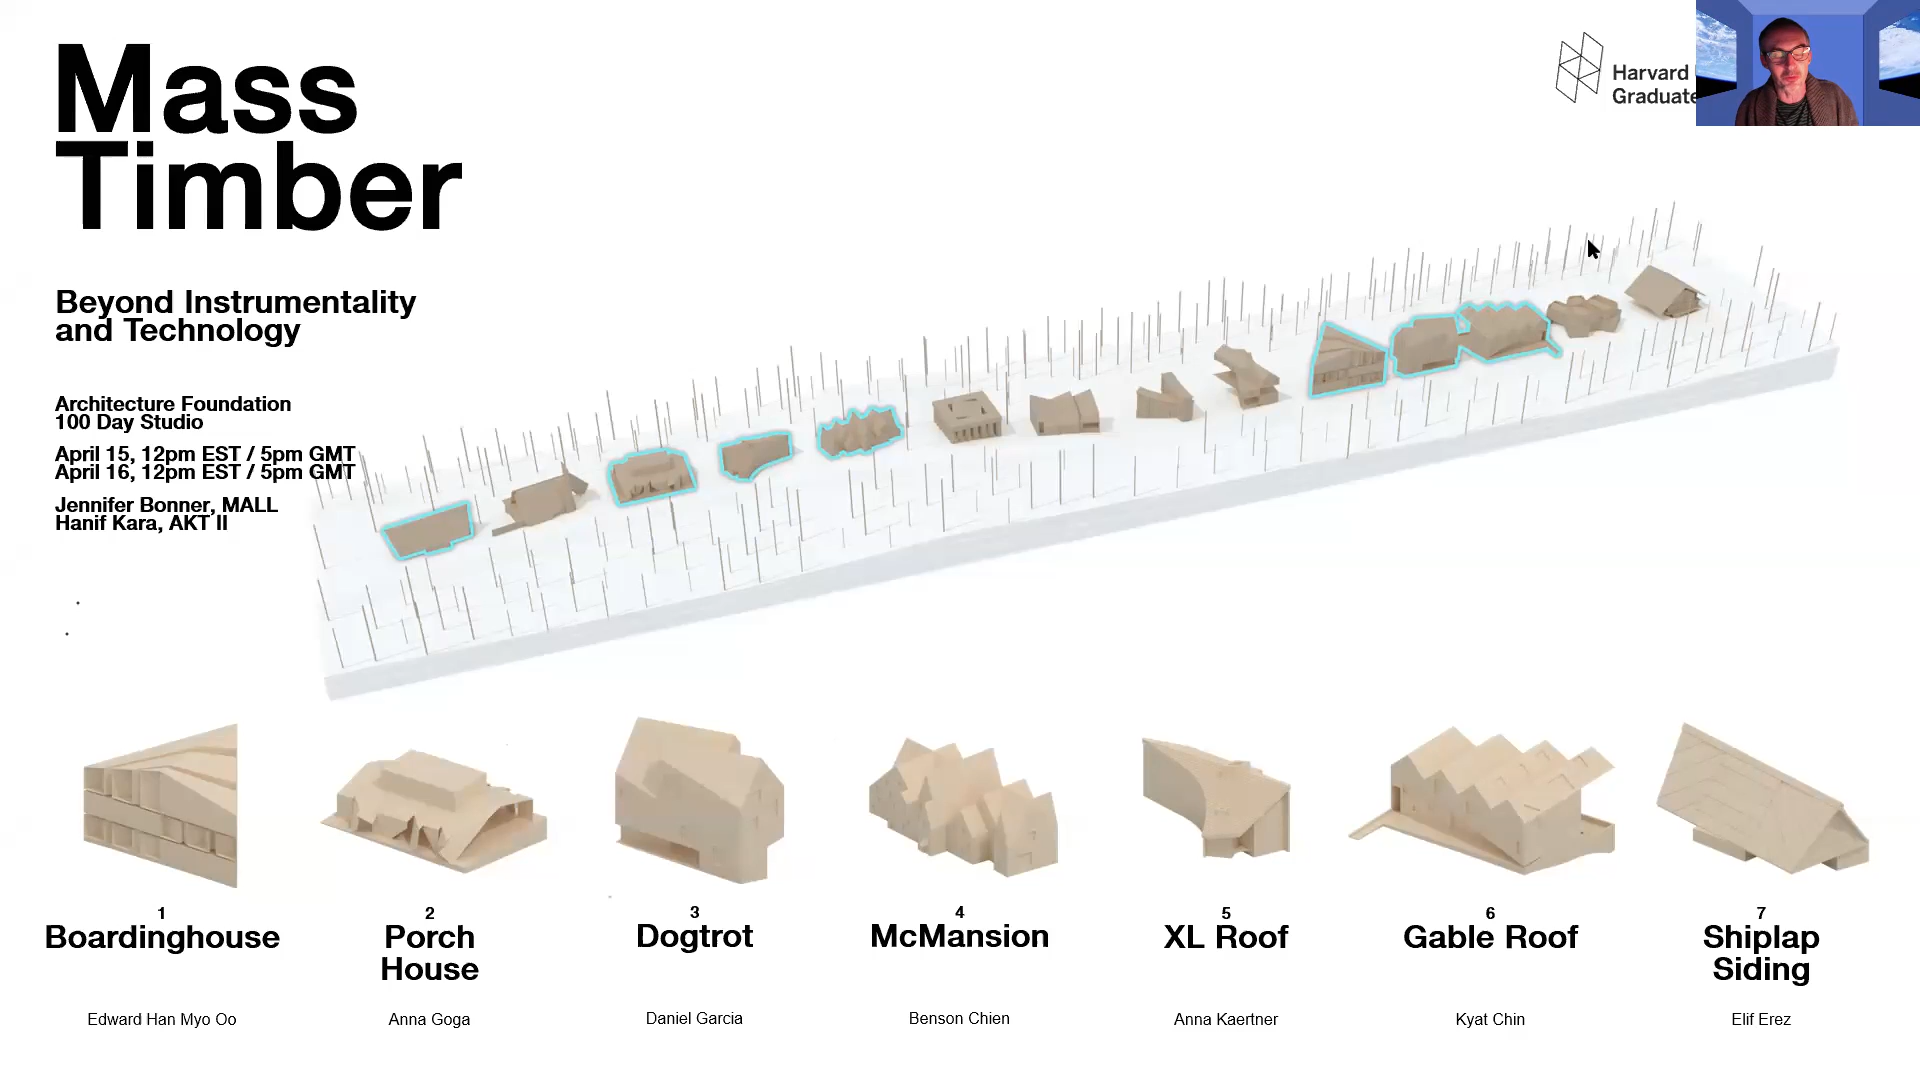 Mass
Timber
Harvard
Graduate
Beyond Instrumentality
and Technology
Architecture Foundation
100 Day Studio
April 15, 12pm EST / 5pm GMT
April 16, 12pm EST / 5pm GMT
Jennifer Bonner, MALL
Hanif Kara, AKT II
1
Boardinghouse
Edward Han Myo Oo
2
Porch
House
Anna Goga
3
Dogtrot
Daniel Garcia
4
McMansion
Benson Chien
5
XL Roof
Anna Kaertner
6
Gable Roof
Kyat Chin
7
Shiplap
Siding
Elif Erez